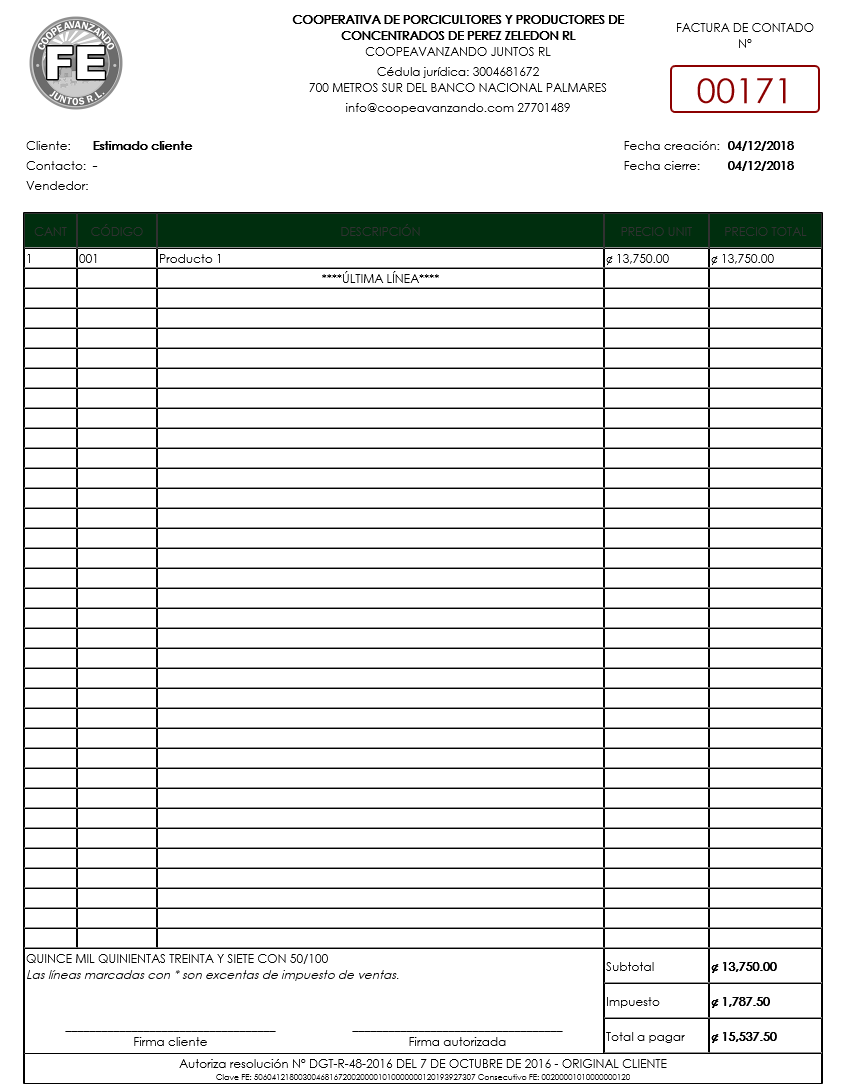 COOPEAVANZANDO
FE
JUNTOS R.L.
COOPERATIVA DE PORCICULTORES Y PRODUCTORES DE
CONCENTRADOS DE PEREZ ZELEDON RL
COOPEAVANZANDO JUNTOS RL
Cédula jurídica: 3004681672
700 METROS SUR DEL BANCO NACIONAL PALMARES
info@coopeavanzando.com 27701489
FACTURA DE CONTADO
N°
00171
Cliente: Estimado cliente
Contacto: -
Vendedor:
Fecha creación: 04/12/2018
Fecha cierre: 04/12/2018
CANT CÓDIGO DESCRIPCIÓN PRECIO UNIT PRECIO TOTAL
1 001 Producto 1 ¢ 13,750.00 ¢ 13,750.00
****ÚLTIMA LÍNEA****
QUINCE MIL QUINIENTAS TREINTA Y SIETE CON 50/100
Las líneas marcadas con * son excentas de impuesto de ventas.
Subtotal ¢ 13,750.00
Impuesto ¢ 1,787.50
Total a pagar ¢ 15,537.50
Firma cliente Firma autorizada
Autoriza resolución N° DGT-R-48-2016 DEL 7 DE OCTUBRE DE 2016 - ORIGINAL CLIENTE
Clave FE: 50604121800300468167200200001010000000120193927307 Consecutivo FE: 00200001010000000120